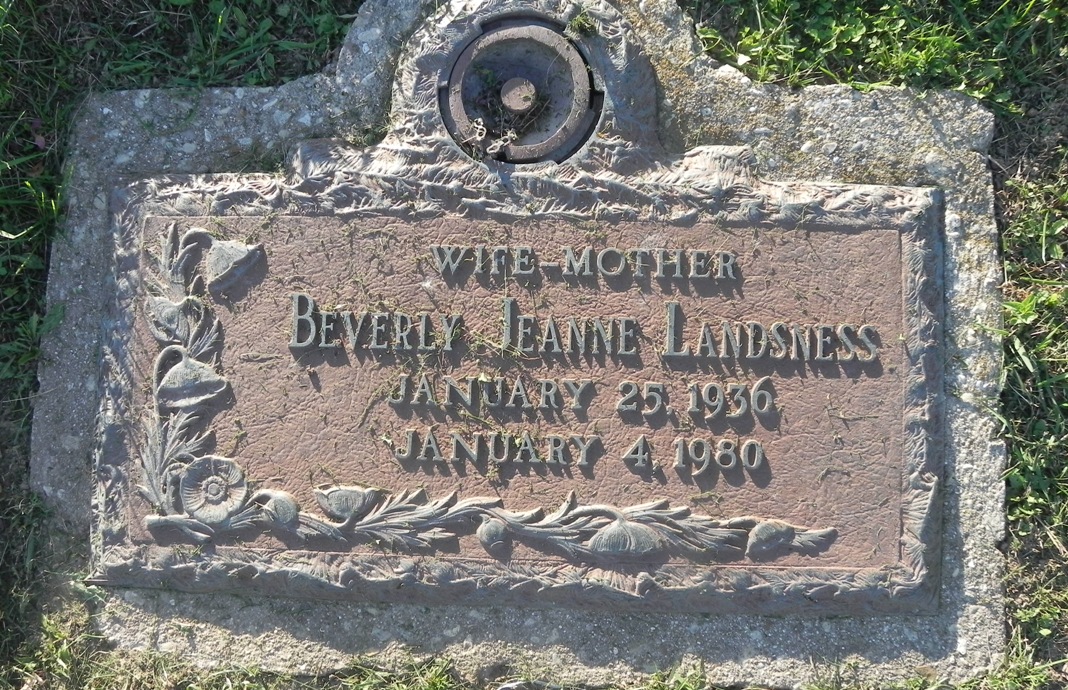 WIFE - MOTHER
BEVERLY JEANNE LANDSNESS
JANUARY 25, 1936
JANUARY 4, 1980